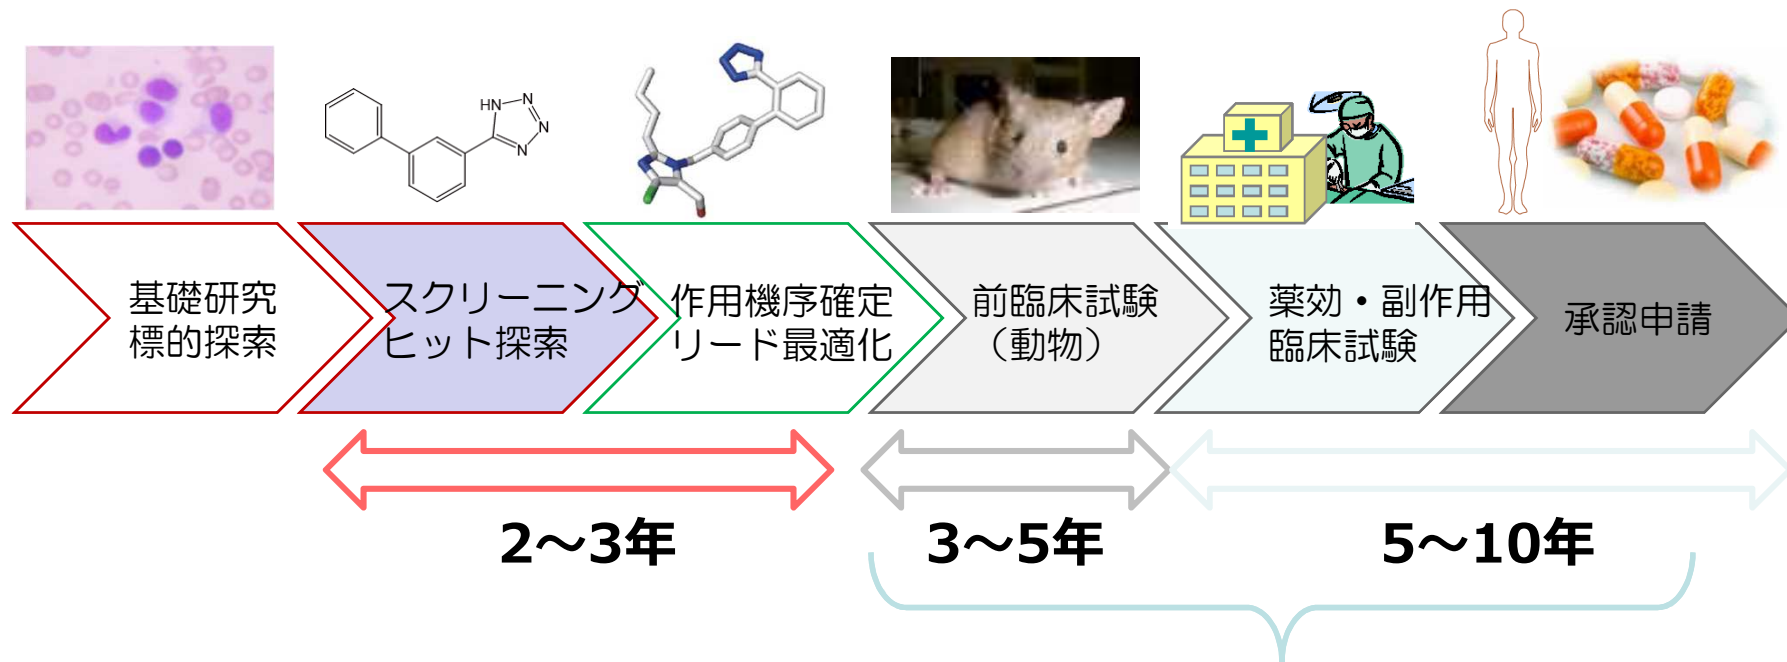 HN
N
N
N
基礎研究
標的探索
スクリーニング
ヒット探索
作用機序確定
リード最適化
前臨床試験
（動物）
薬効・副作用
臨床試験
承認申請
2～3年
3～5年
5～10年